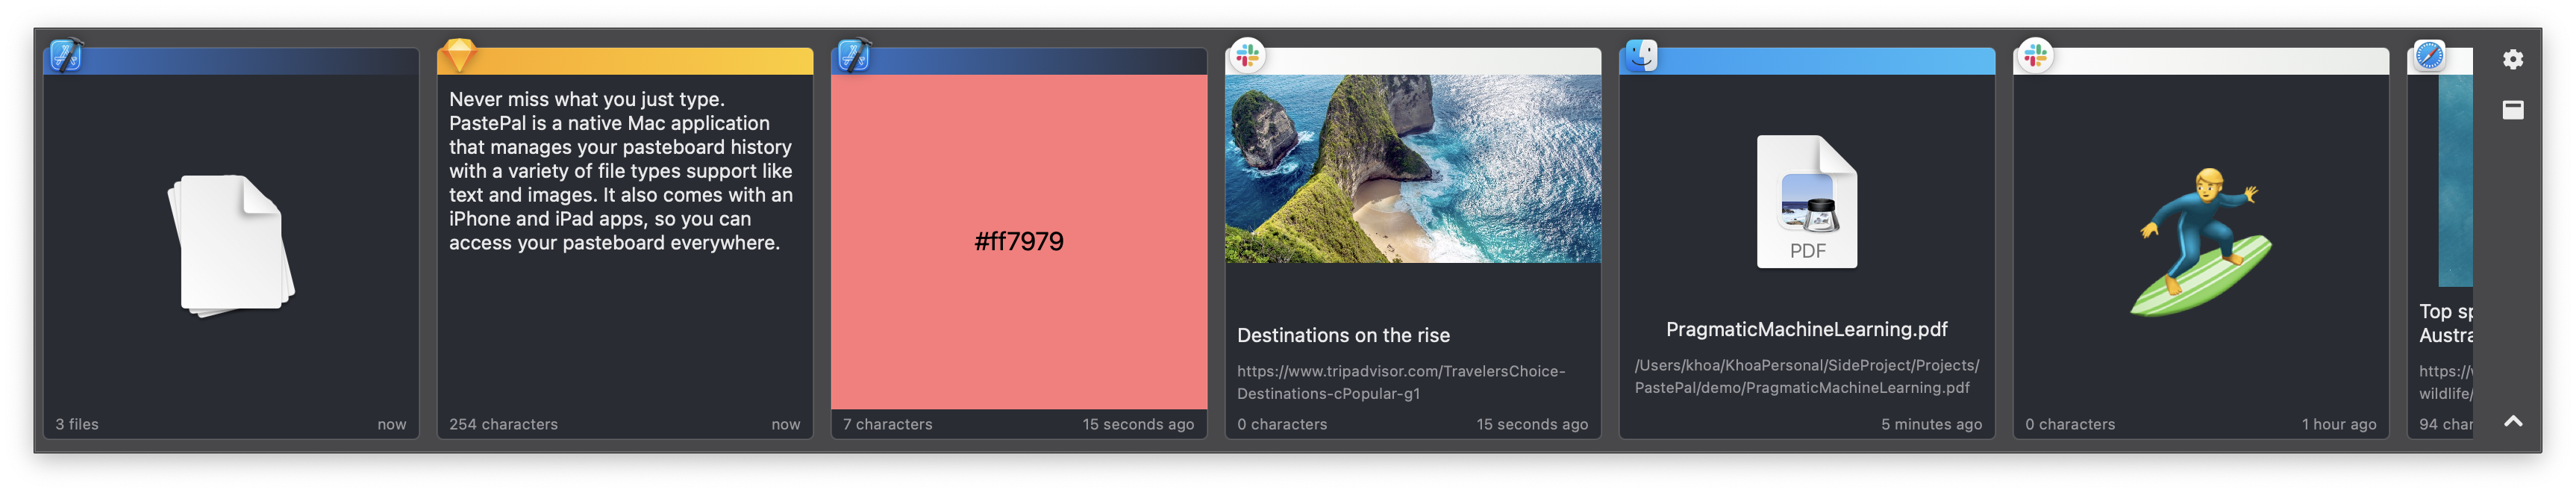 3 files
now
Never miss what you just type.
PastePal is a native Mac application
that manages your pasteboard history
with a variety of file types support like
text and images. It also comes with an
iPhone and iPad apps, so you can
access your pasteboard everywhere.
254 characters
now
#ff7979
7 characters
15 seconds ago
Destinations on the rise
https://www.tripadvisor.com/TravelersChoice-
Destinations-cPopular-g1
0 characters
15 seconds ago
PDF
PragmaticMachineLearning.pdf
/Users/khoa/KhoaPersonal/SideProject/Projects/
PastePal/demo/PragmaticMachineLearning.pdf
5 minutes ago
0 characters
1 hour ago
Top sp
Austra
https://
wildlife/
94 char